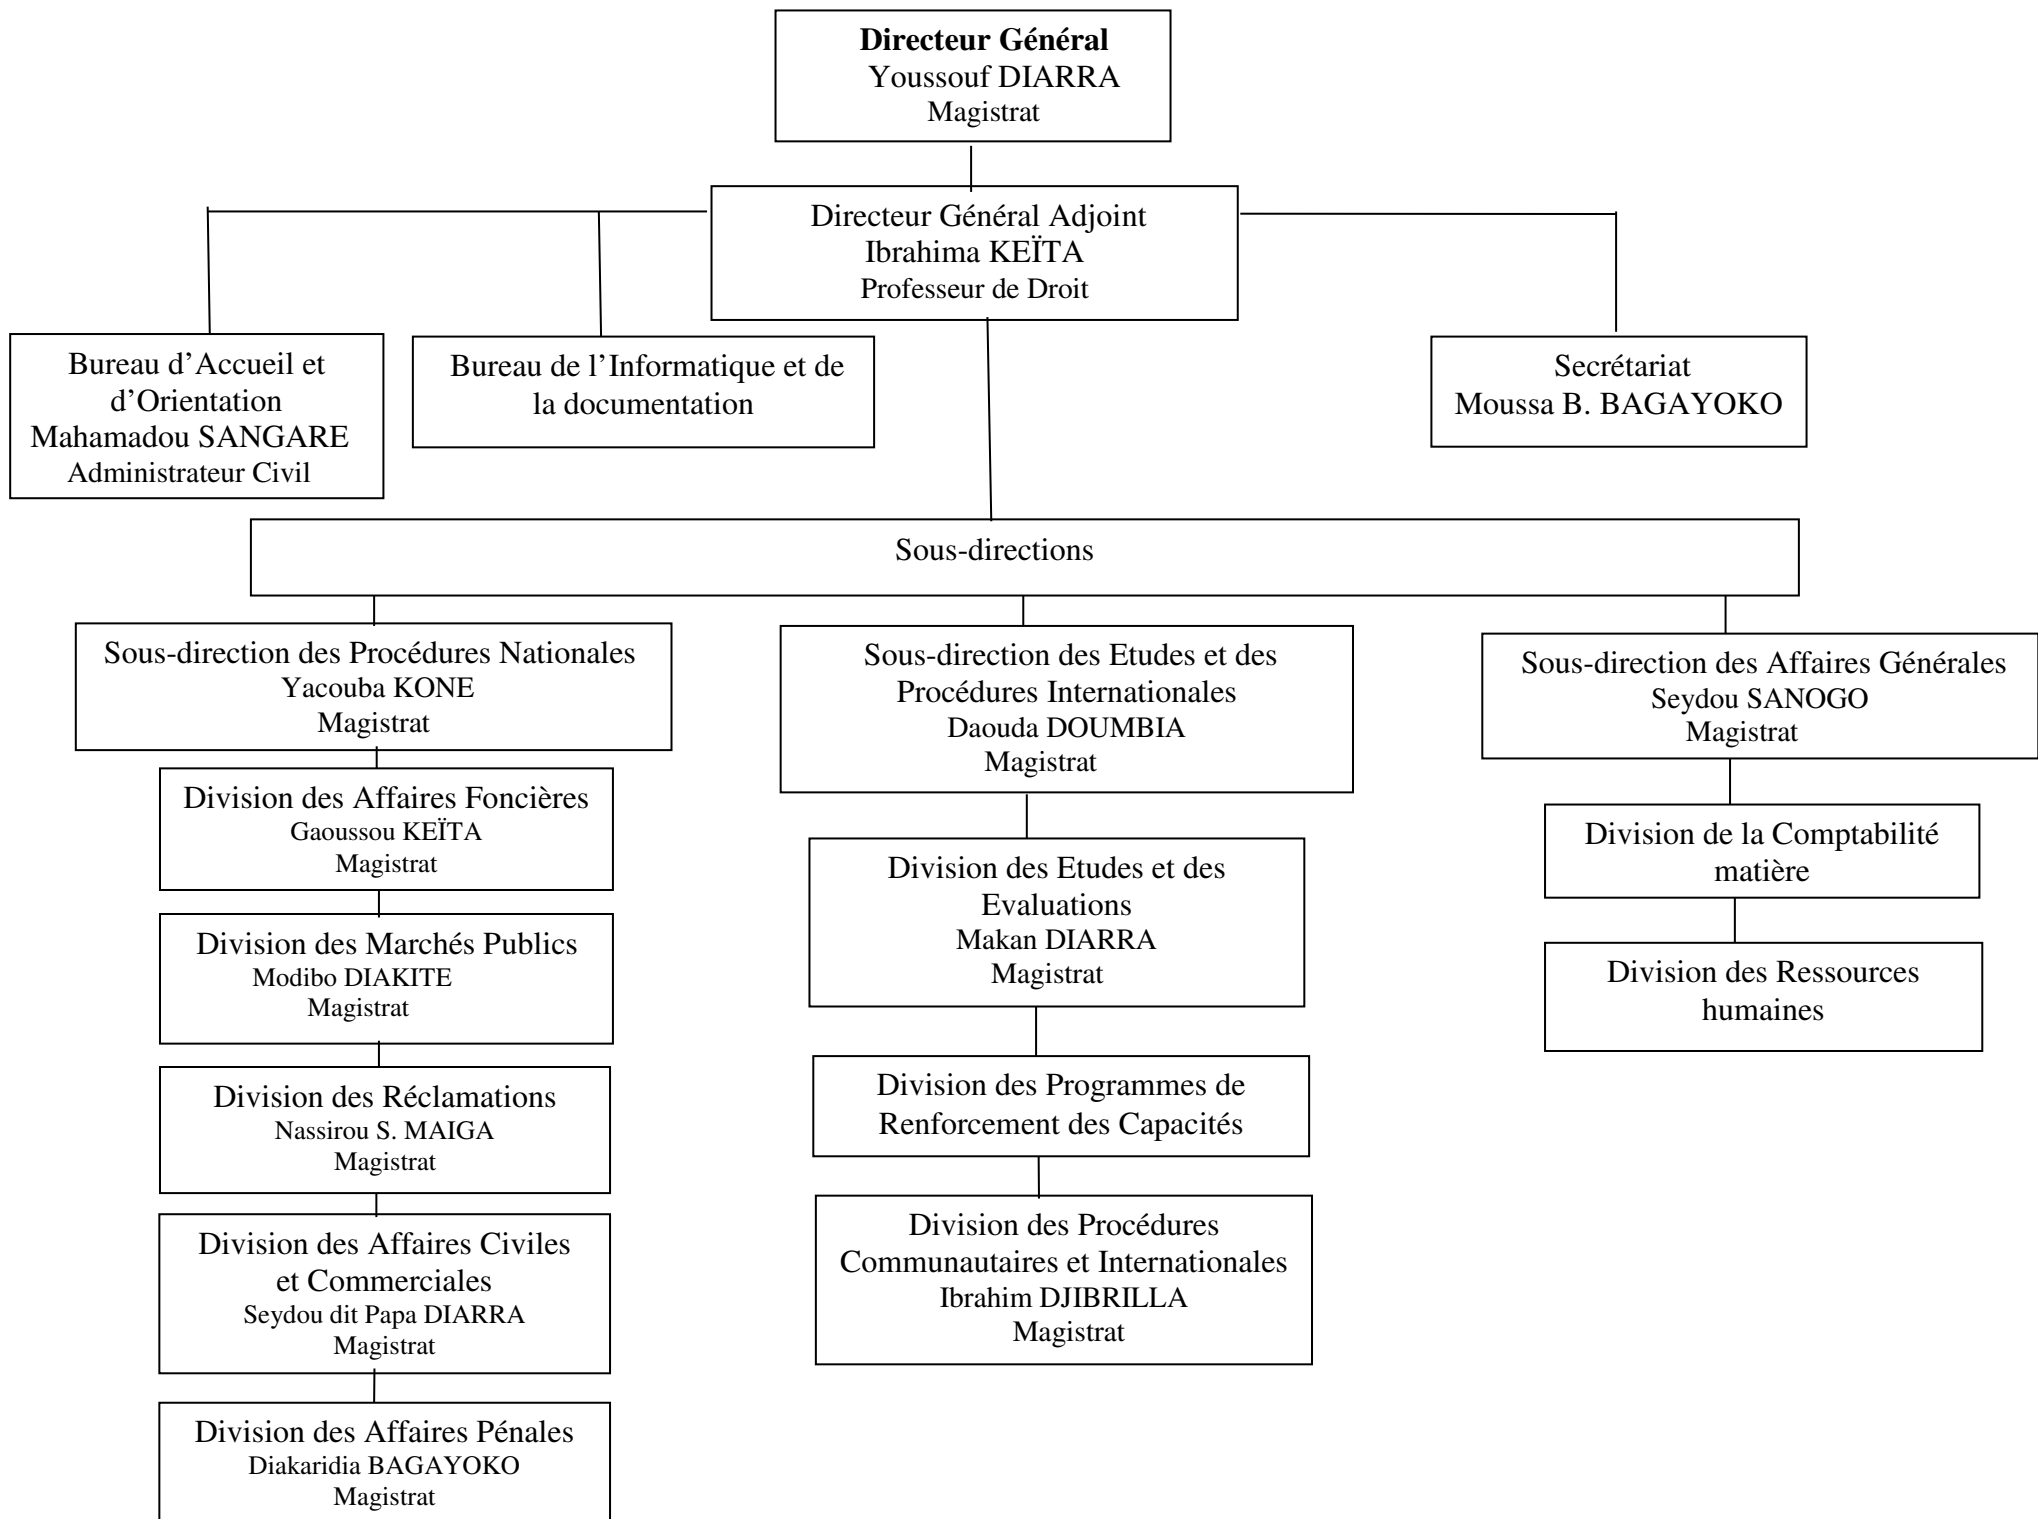 Directeur Général
Youssouf DIARRA
Magistrat
Directeur Général Adjoint
Ibrahima KEÏTA
Professeur de Droit
Bureau d’Accueil et
d’Orientation
Mahamadou SANGARE
Administrateur Civil
Bureau de l’Informatique et de
la documentation
Secrétariat
Moussa B. BAGAYOKO
Sous-directions
Sous-direction des Procédures Nationales
Yacouba KONE
Magistrat
Division des Affaires Foncières
Gaoussou KEÏTA
Magistrat
Division des Marchés Publics
Modibo DIAKITE
Magistrat
Division des Réclamations
Nassirou S. MAIGA
Magistrat
Division des Affaires Civiles
et Commerciales
Seydou dit Papa DIARRA
Magistrat
Division des Affaires Pénales
Diakaridia BAGAYOKO
Magistrat
Sous-direction des Etudes et des
Procédures Internationales
Daouda DOUMBIA
Magistrat
Division des Etudes et des
Evaluations
Makan DIARRA
Magistrat
Division des Programmes de
Renforcement des Capacités
Division des Procédures
Communautaires et Internationales
Ibrahim DJIBRILLA
Magistrat
Sous-direction des Affaires Générales
Seydou SANOGO
Magistrat
Division de la Comptabilité
matière
Division des Ressources
humaines